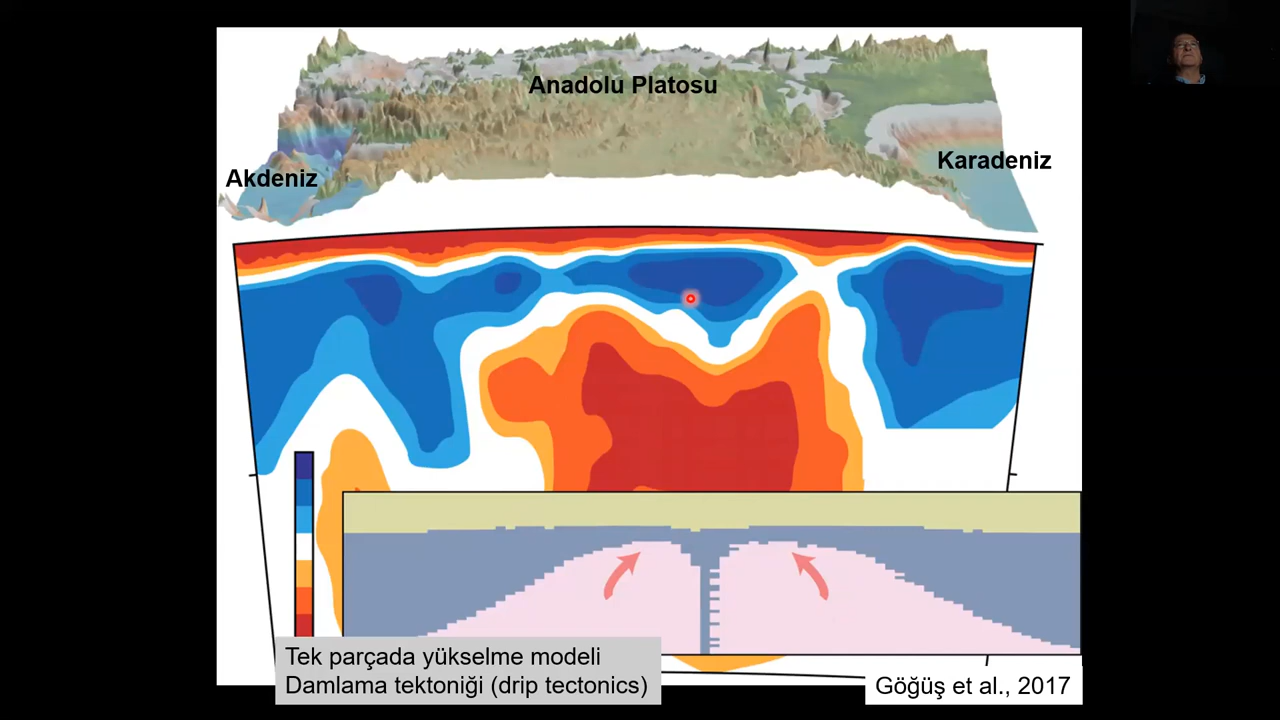 Anadolu Platosu
Karadeniz
Akdeniz
Tek parçada yükselme modeli
Damlama tektoniği (drip tectonics)
Göğüş et al., 2017